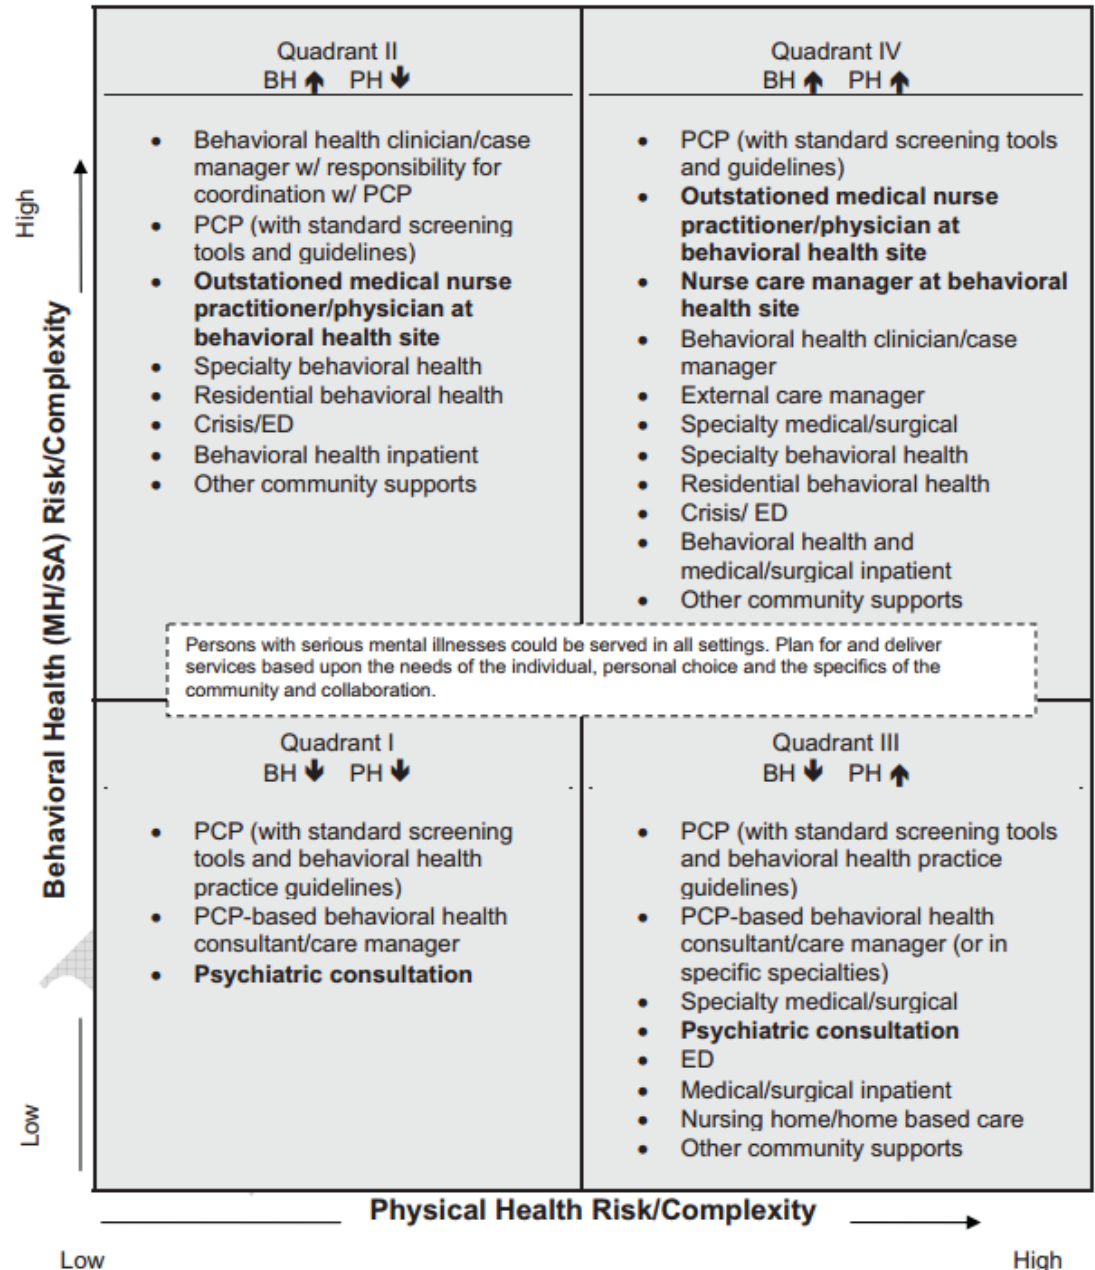 Quadrant II
BH 🡹 PH 🡻
• Behavioral health clinician/case
manager w/ responsibility for
coordination w/ PCP
• PCP (with standard screening
tools and guidelines)
• Outstationed medical nurse
practitioner/physician at
behavioral health site
• Specialty behavioral health
• Residential behavioral health
• Crisis/ED
• Behavioral health inpatient
• Other community supports
Quadrant IV
BH 🡹 PH 🡹
• PCP (with standard screening tools
and guidelines)
• Outstationed medical nurse
practitioner/physician at
behavioral health site
• Nurse care manager at behavioral
health site
• Behavioral health clinician/case
manager
• External care manager
• Specialty medical/surgical
• Specialty behavioral health
• Residential behavioral health
• Crisis/ ED
• Behavioral health and
medical/surgical inpatient
• Other community supports
Persons with serious mental illnesses could be served in all settings. Plan for and deliver
services based upon the needs of the individual, personal choice and the specifics of the
community and collaboration.
Quadrant I
BH 🡻 PH 🡻
• PCP (with standard screening
tools and behavioral health
practice guidelines)
• PCP-based behavioral health
consultant/care manager
• Psychiatric consultation
Quadrant III
BH 🡻 PH 🡹
• PCP (with standard screening tools
and behavioral health practice
guidelines)
• PCP-based behavioral health
consultant/care manager (or in
specific specialties)
• Specialty medical/surgical
• Psychiatric consultation
• ED
• Medical/surgical inpatient
• Nursing home/home based care
• Other community supports
High
Behavioral Health (MH/SA) Risk/Complexity
Low
Physical Health Risk/Complexity
Low
High